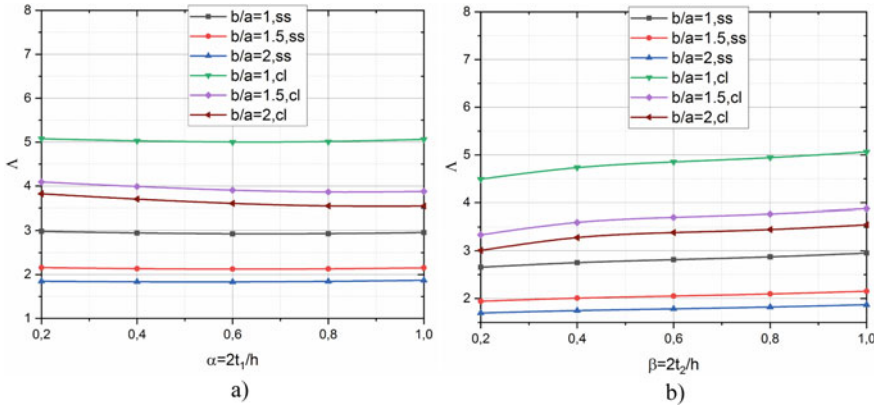 8
7
6
5
4
3
2
1
Λ
b/a=1,ss
b/a=1.5,ss
b/a=2,ss
b/a=1,cl
b/a=1.5,cl
b/a=2,cl
0,2 0,4 0,6 0,8 1,0
α=2t₁/h
a)
8
7
6
5
4
3
2
Λ
b/a=1,ss
b/a=1.5,ss
b/a=2,ss
b/a=1,cl
b/a=1.5,cl
b/a=2,cl
0,2 0,4 0,6 0,8 1,0
β=2t₂/h
b)